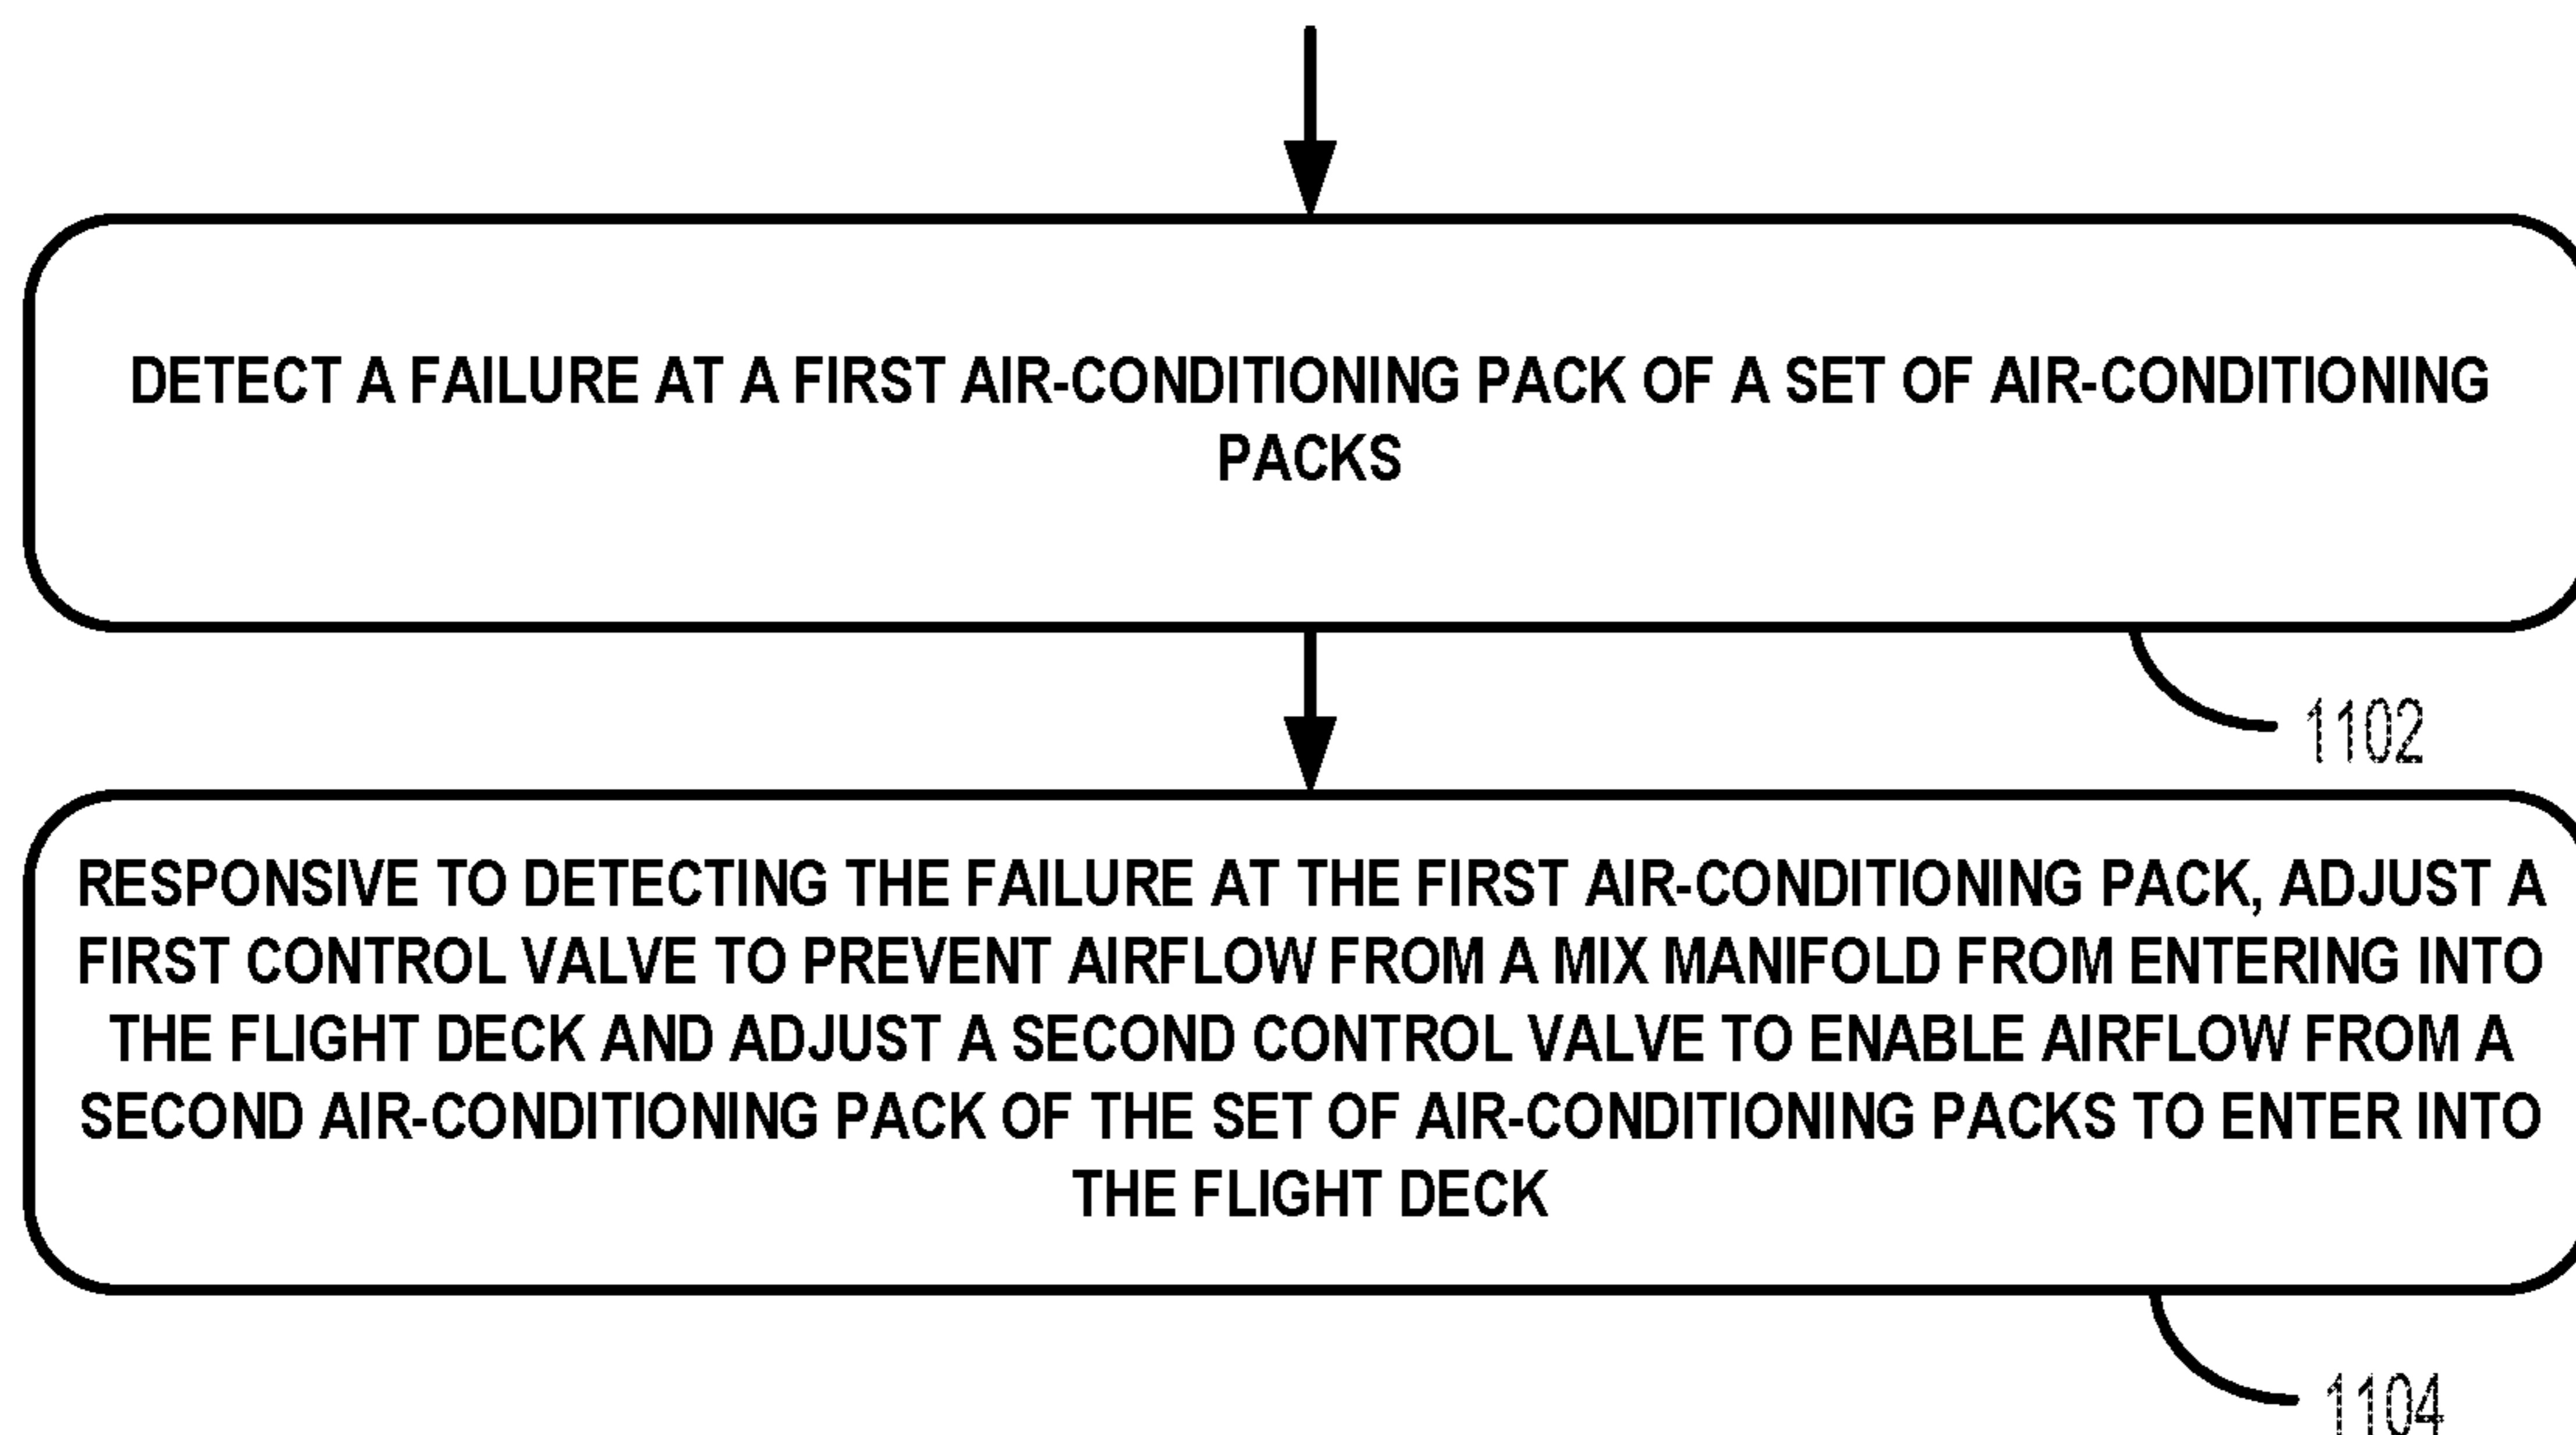 DETECT A FAILURE AT A FIRST AIR-CONDITIONING PACK OF A SET OF AIR-CONDITIONING
PACKS
1102
RESPONSIVE TO DETECTING THE FAILURE AT THE FIRST AIR-CONDITIONING PACK, ADJUST A
FIRST CONTROL VALVE TO PREVENT AIRFLOW FROM A MIX MANIFOLD FROM ENTERING INTO
THE FLIGHT DECK AND ADJUST A SECOND CONTROL VALVE TO ENABLE AIRFLOW FROM A
SECOND AIR-CONDITIONING PACK OF THE SET OF AIR-CONDITIONING PACKS TO ENTER INTO
THE FLIGHT DECK
1104